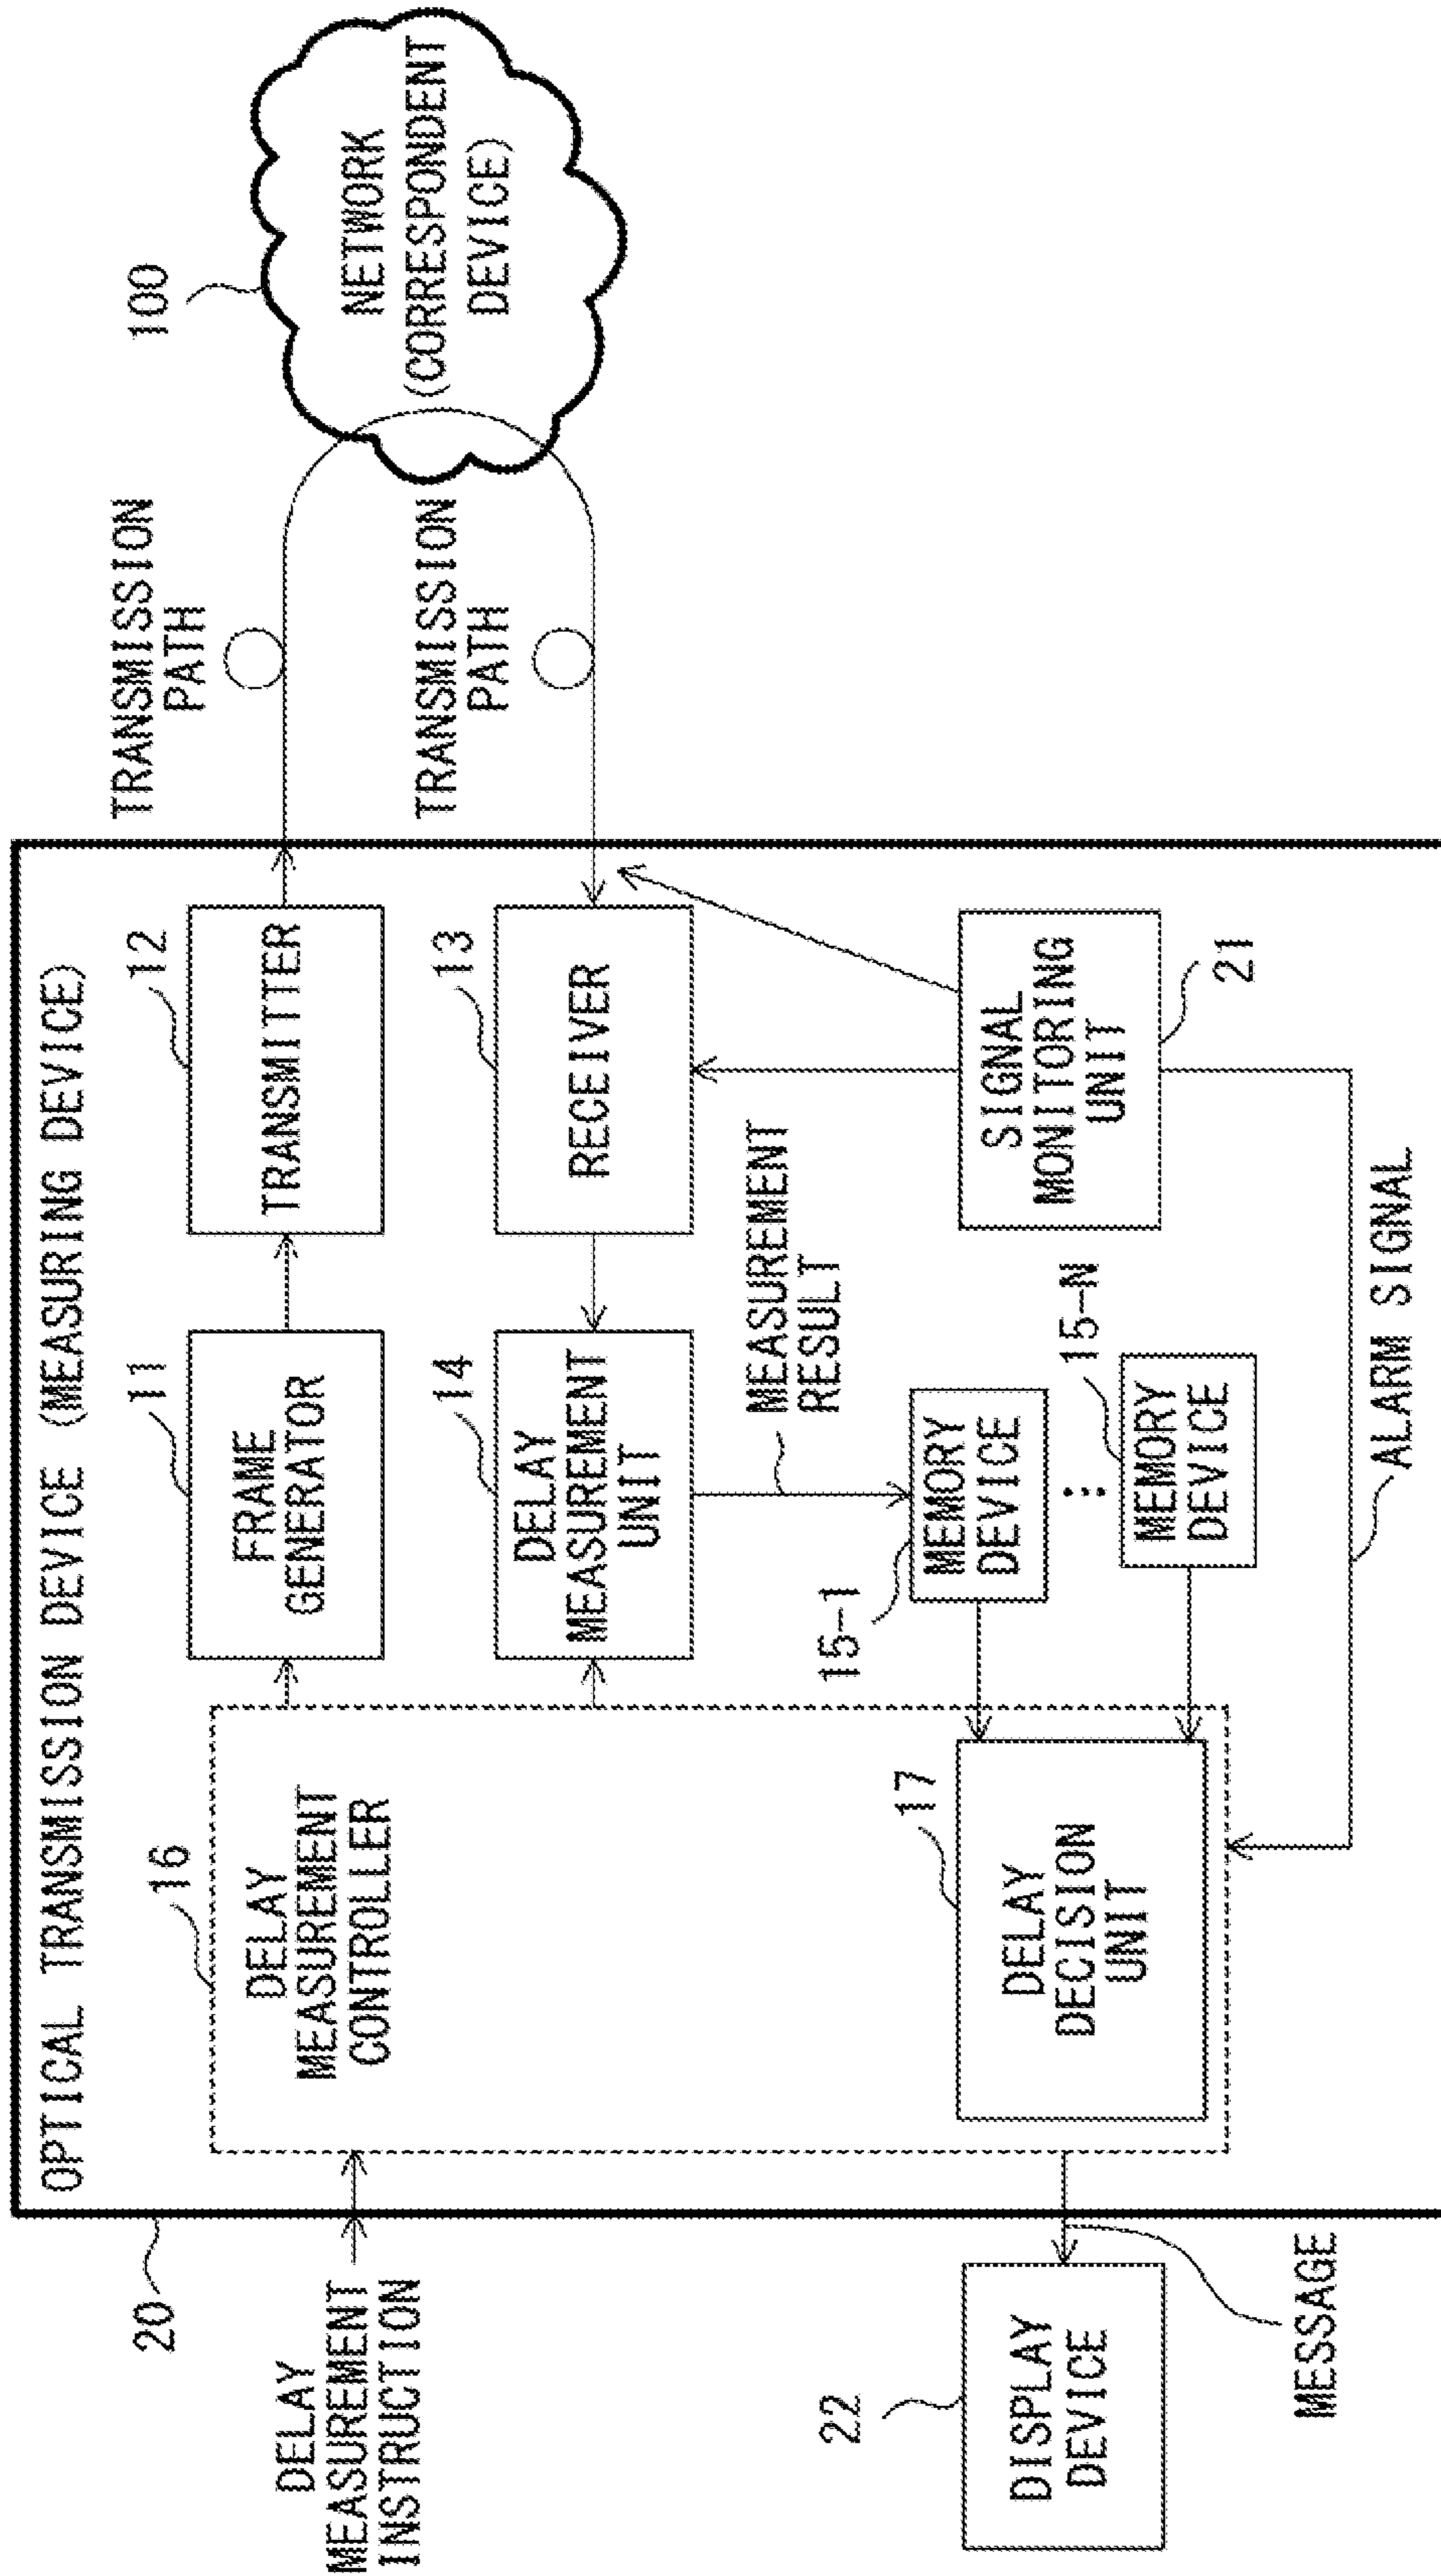 OPTICAL TRANSMISSION DEVICE (MEASURING DEVICE)
20
DELAY
MEASUREMENT
INSTRUCTION
16
DELAY
MEASUREMENT
CONTROLLER
11
FRAME
GENERATOR
12
TRANSMITTER
TRANSMISSION
PATH
100
NETWORK
(CORRESPONDENT
DEVICE)
14
DELAY
MEASUREMENT
UNIT
13
RECEIVER
TRANSMISSION
PATH
MEASUREMENT
RESULT
15-1
MEMORY
DEVICE
15-N
MEMORY
DEVICE
17
DELAY
DECISION
UNIT
SIGNAL
MONITORING
UNIT
21
ALARM SIGNAL
22
DISPLAY
DEVICE
MESSAGE